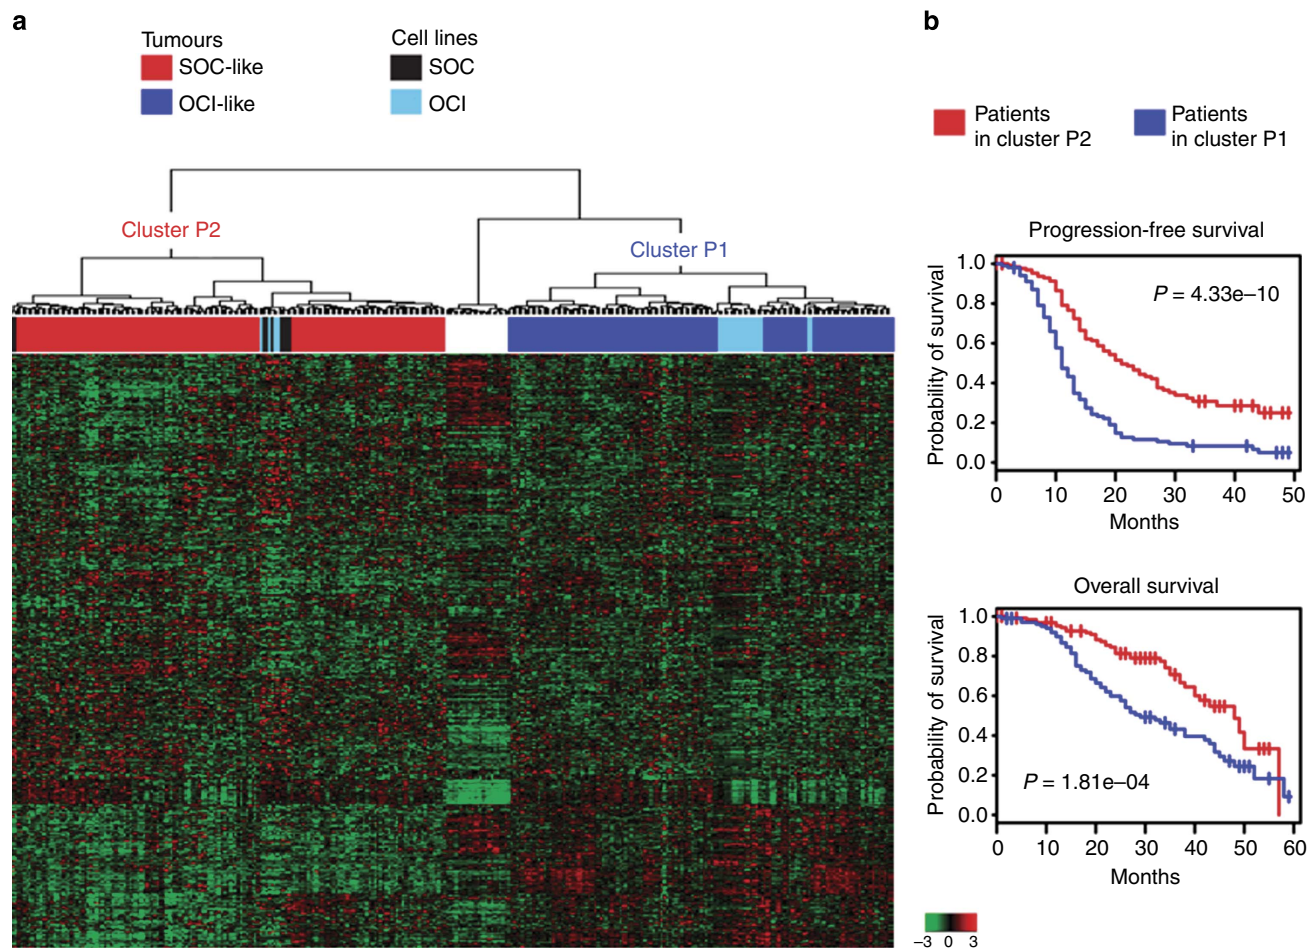 a
Tumours
SOC-like
OCI-like
Cell lines
SOC
OCI
Cluster P2
Cluster P1
b
Patients
in cluster P2
Patients
in cluster P1
Progression-free survival
Probability of survival
1.0
0.8
0.6
0.4
0.2
0.0
P = 4.33e–10
0 10 20 30 40 50
Months
Overall survival
Probability of survival
1.0
0.8
0.6
0.4
0.2
0.0
P = 1.81e–04
0 10 20 30 40 50 60
Months
–3 0 3